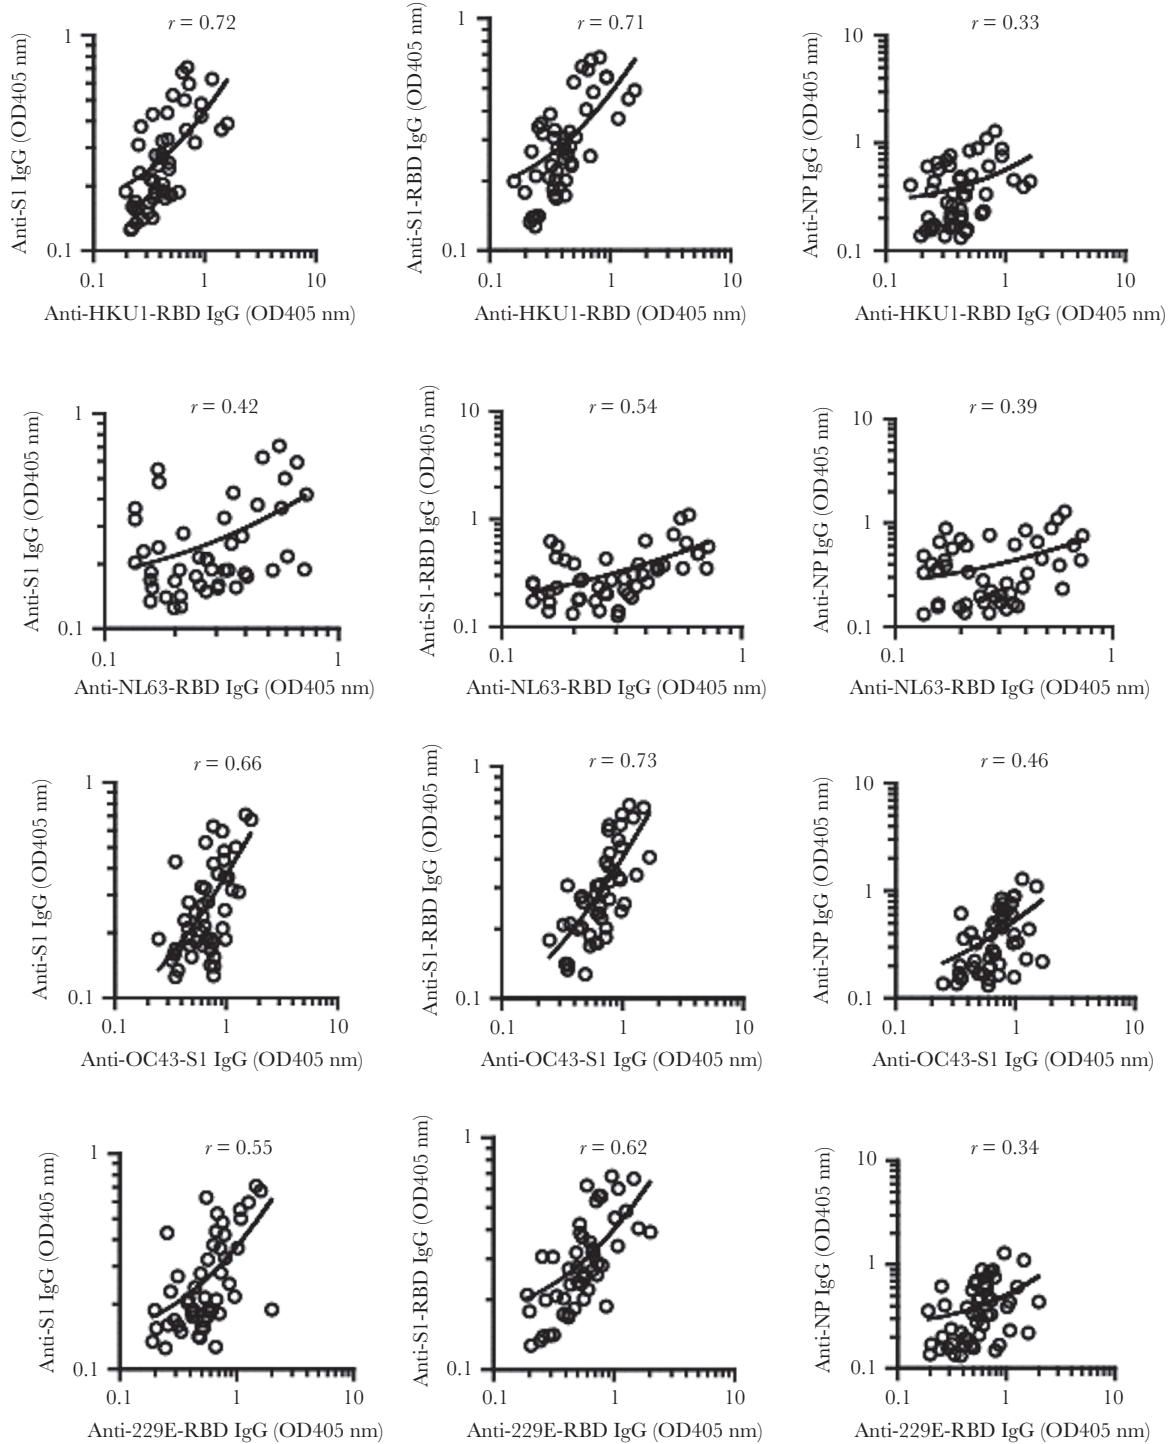 r = 0.72
1
0.1
Anti-S1 IgG (OD405 nm)
0.1
1
10
Anti-HKU1-RBD IgG (OD405 nm)
r = 0.71
1
0.1
Anti-S1-RBD IgG (OD405 nm)
0.1
1
10
Anti-HKU1-RBD (OD405 nm)
r = 0.33
10
1
0.1
Anti-NP IgG (OD405 nm)
0.1
1
10
Anti-HKU1-RBD IgG (OD405 nm)
r = 0.42
1
0.1
Anti-S1 IgG (OD405 nm)
0.1
1
Anti-NL63-RBD IgG (OD405 nm)
r = 0.54
10
1
0.1
Anti-S1-RBD IgG (OD405 nm)
0.1
1
Anti-NL63-RBD IgG (OD405 nm)
r = 0.39
10
1
0.1
Anti-NP IgG (OD405 nm)
0.1
1
Anti-NL63-RBD IgG (OD405 nm)
r = 0.66
1
0.1
Anti-S1 IgG (OD405 nm)
0.1
1
10
Anti-OC43-S1 IgG (OD405 nm)
r = 0.73
1
0.1
Anti-S1-RBD IgG (OD405 nm)
0.1
1
10
Anti-OC43-S1 IgG (OD405 nm)
r = 0.46
10
1
0.1
Anti-NP IgG (OD405 nm)
0.1
1
10
Anti-OC43-S1 IgG (OD405 nm)
r = 0.55
1
0.1
Anti-S1 IgG (OD405 nm)
0.1
1
10
Anti-229E-RBD IgG (OD405 nm)
r = 0.62
1
0.1
Anti-S1-RBD IgG (OD405 nm)
0.1
1
10
Anti-229E-RBD IgG (OD405 nm)
r = 0.34
10
1
0.1
Anti-NP IgG (OD405 nm)
0.1
1
10
Anti-229E-RBD IgG (OD405 nm)